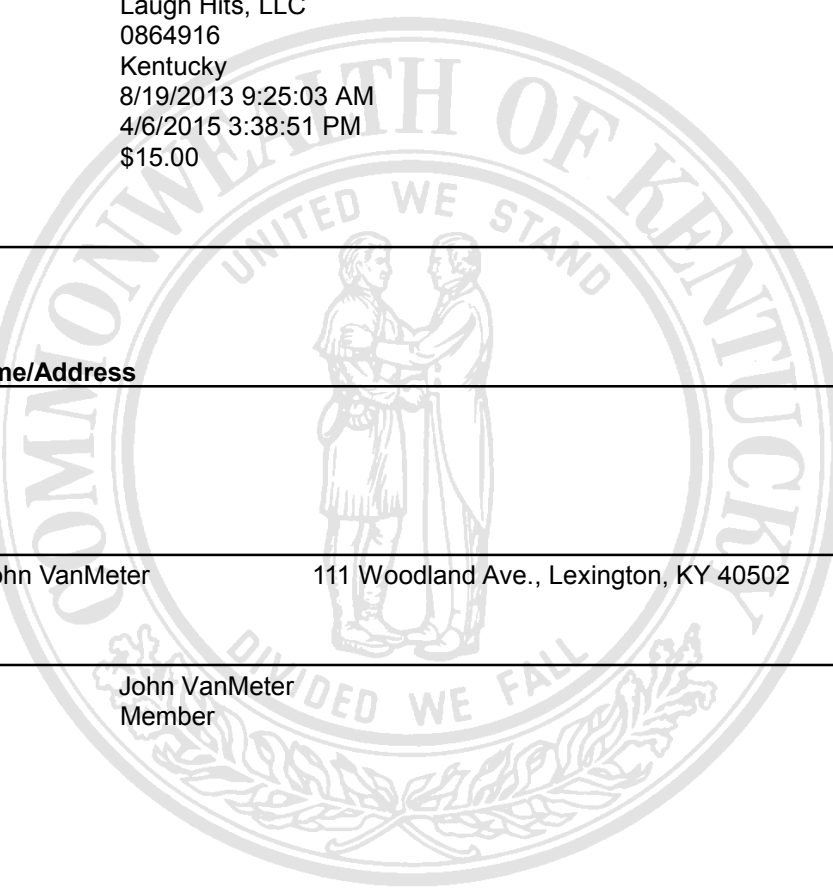 Laugh Hits, LLC
0864916
Kentucky
8/19/2013 9:25:03 AM
4/6/2015 3:38:51 PM
$15.00
COMMONWEALTH OF KENTUCKY
UNITED WE STAND
me/Address
ohn VanMeter 111 Woodland Ave., Lexington, KY 40502
DIVIDED WE FALL
John VanMeter
Member